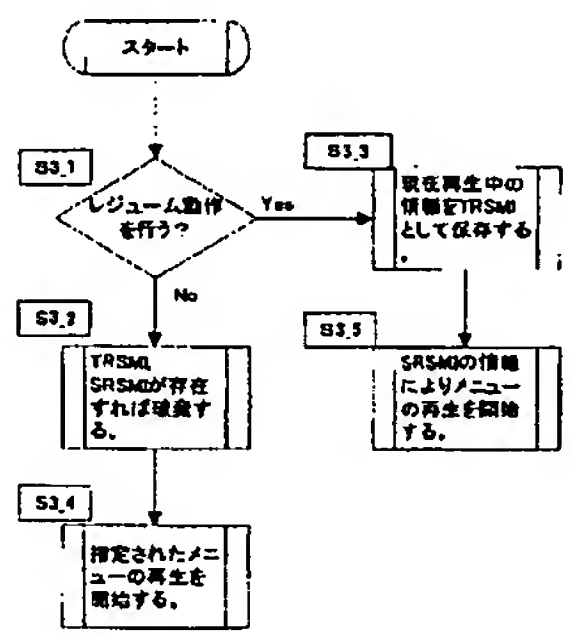 スタート
S3_1
レジューム動作
を行う?
Yes
No
S3_3
現在再生中の
情報をTRSMI
として保存する
。
S3_2
TRSMI,
SRSMIが存在
すれば破棄す
る。
S3_5
SRSMIの情報
によりメニュー
の再生を開始
する。
S3_4
指定されたメニ
ューの再生を
開始する。